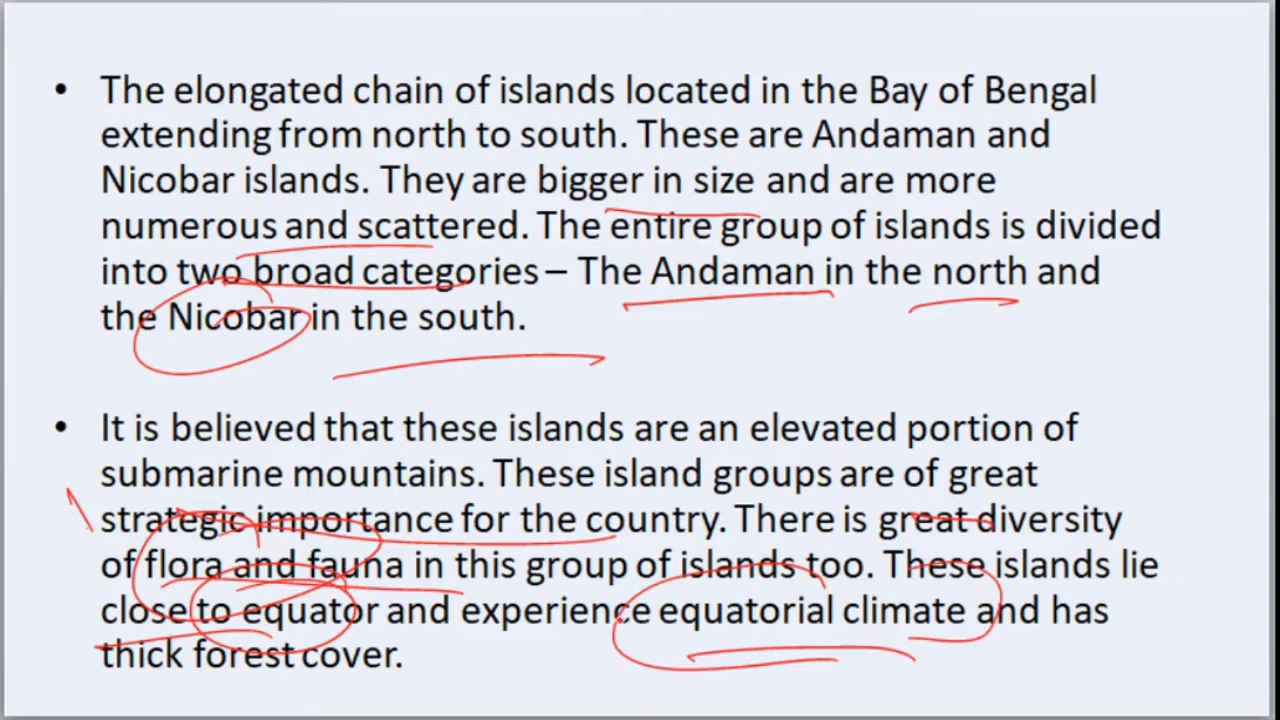 • The elongated chain of islands located in the Bay of Bengal
extending from north to south. These are Andaman and
Nicobar islands. They are bigger in size and are more
numerous and scattered. The entire group of islands is divided
into two broad categories – The Andaman in the north and
the Nicobar in the south.
• It is believed that these islands are an elevated portion of
submarine mountains. These island groups are of great
strategic importance for the country. There is great diversity
of flora and fauna in this group of islands too. These islands lie
close to equator and experience equatorial climate and has
thick forest cover.